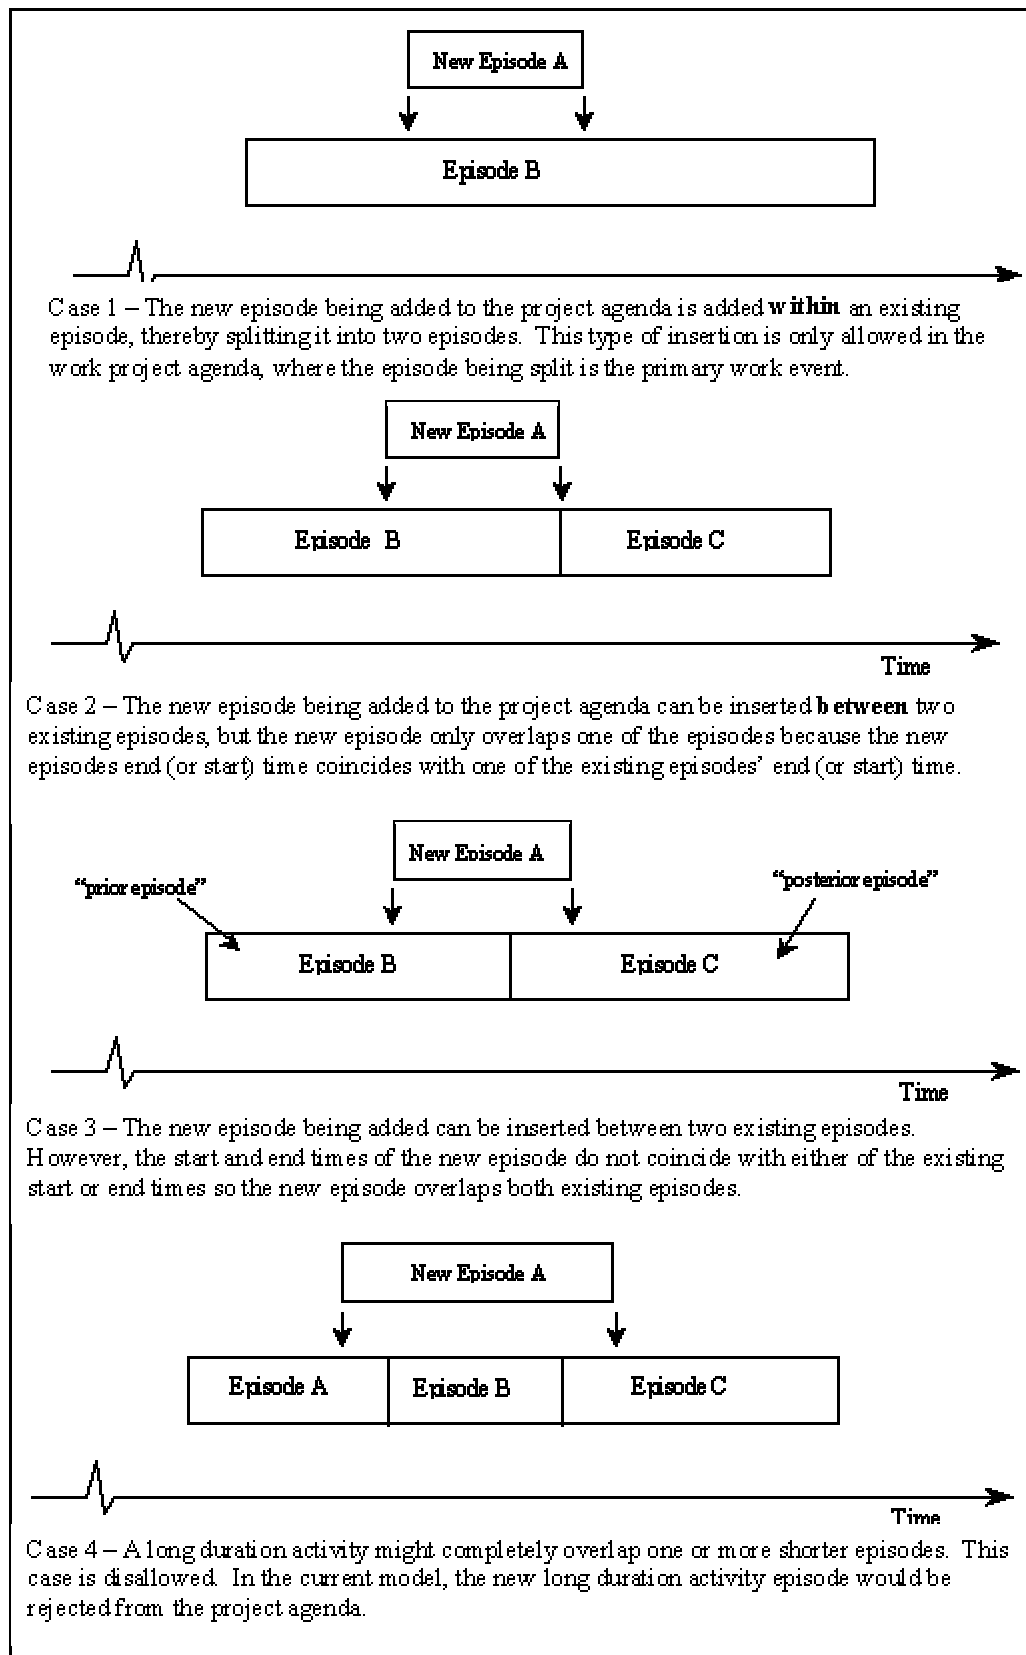 New Episode A
Episode B
Case 1 – The new episode being added to the project agenda is added within an existing
episode, thereby splitting it into two episodes. This type of insertion is only allowed in the
work project agenda, where the episode being split is the primary work event.
New Episode A
Episode B
Episode C
Time
Case 2 – The new episode being added to the project agenda can be inserted between two
existing episodes, but the new episode only overlaps one of the episodes because the new
episodes end (or start) time coincides with one of the existing episodes’ end (or start) time.
New Episode A
“prior episode”
“posterior episode”
Episode B
Episode C
Time
Case 3 – The new episode being added can be inserted between two existing episodes.
However, the start and end times of the new episode do not coincide with either of the existing
start or end times so the new episode overlaps both existing episodes.
New Episode A
Episode A
Episode B
Episode C
Time
Case 4 – A long duration activity might completely overlap one or more shorter episodes. This
case is disallowed. In the current model, the new long duration activity episode would be
rejected from the project agenda.